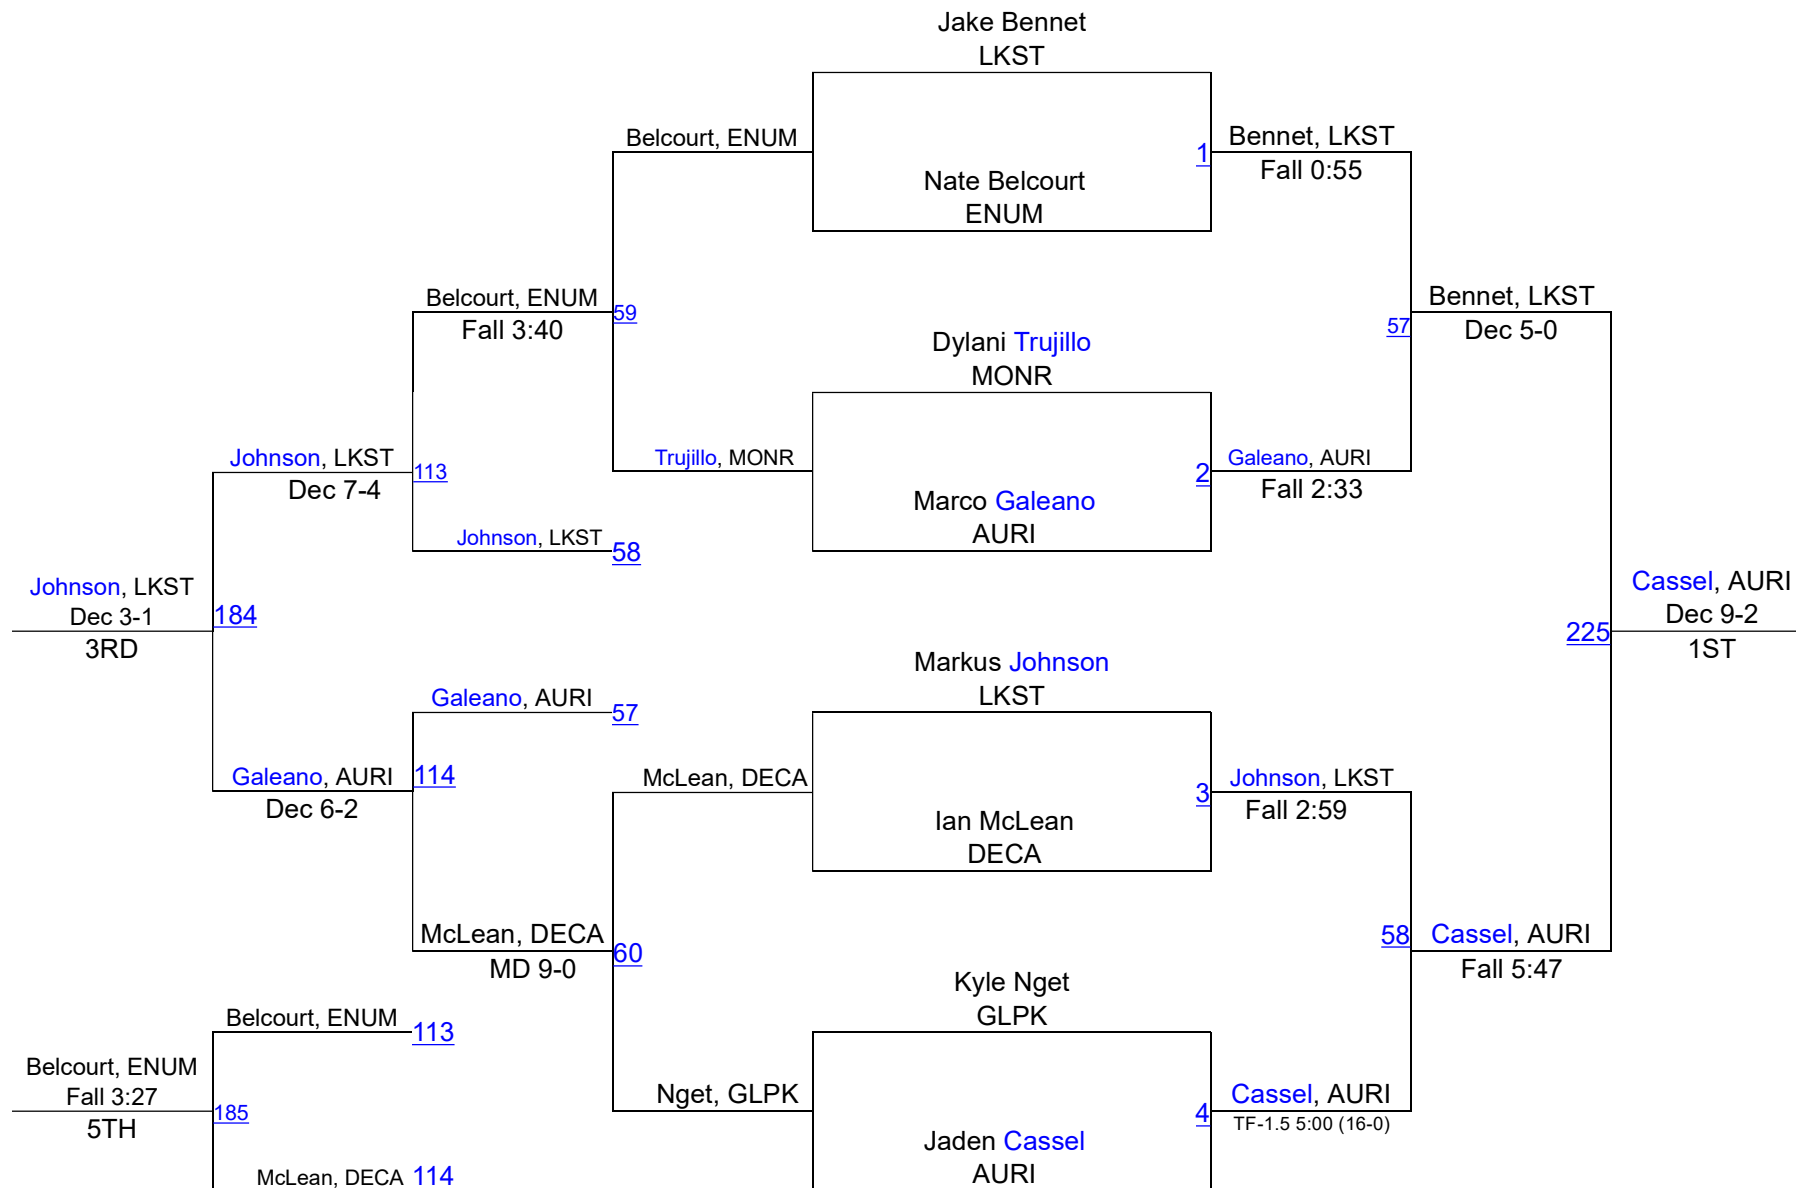 Jake Bennet
LKST
Belcourt, ENUM
1
Bennet, LKST
Fall 0:55
Nate Belcourt
ENUM
Belcourt, ENUM
Fall 3:40
59
Bennet, LKST
Dec 5-0
57
Dylani Trujillo
MONR
Johnson, LKST
Dec 7-4
113
Trujillo, MONR
2
Galeano, AURI
Fall 2:33
Marco Galeano
AURI
Johnson, LKST
58
Johnson, LKST
Dec 3-1
3RD
184
Cassel, AURI
Dec 9-2
1ST
225
Markus Johnson
LKST
Galeano, AURI
57
Galeano, AURI
Dec 6-2
114
McLean, DECA
3
Johnson, LKST
Fall 2:59
Ian McLean
DECA
McLean, DECA
MD 9-0
60
58
Cassel, AURI
Fall 5:47
Kyle Nget
GLPK
Belcourt, ENUM
113
Belcourt, ENUM
Fall 3:27
5TH
185
Nget, GLPK
4
Cassel, AURI
TF-1.5 5:00 (16-0)
Jaden Cassel
AURI
McLean, DECA
114